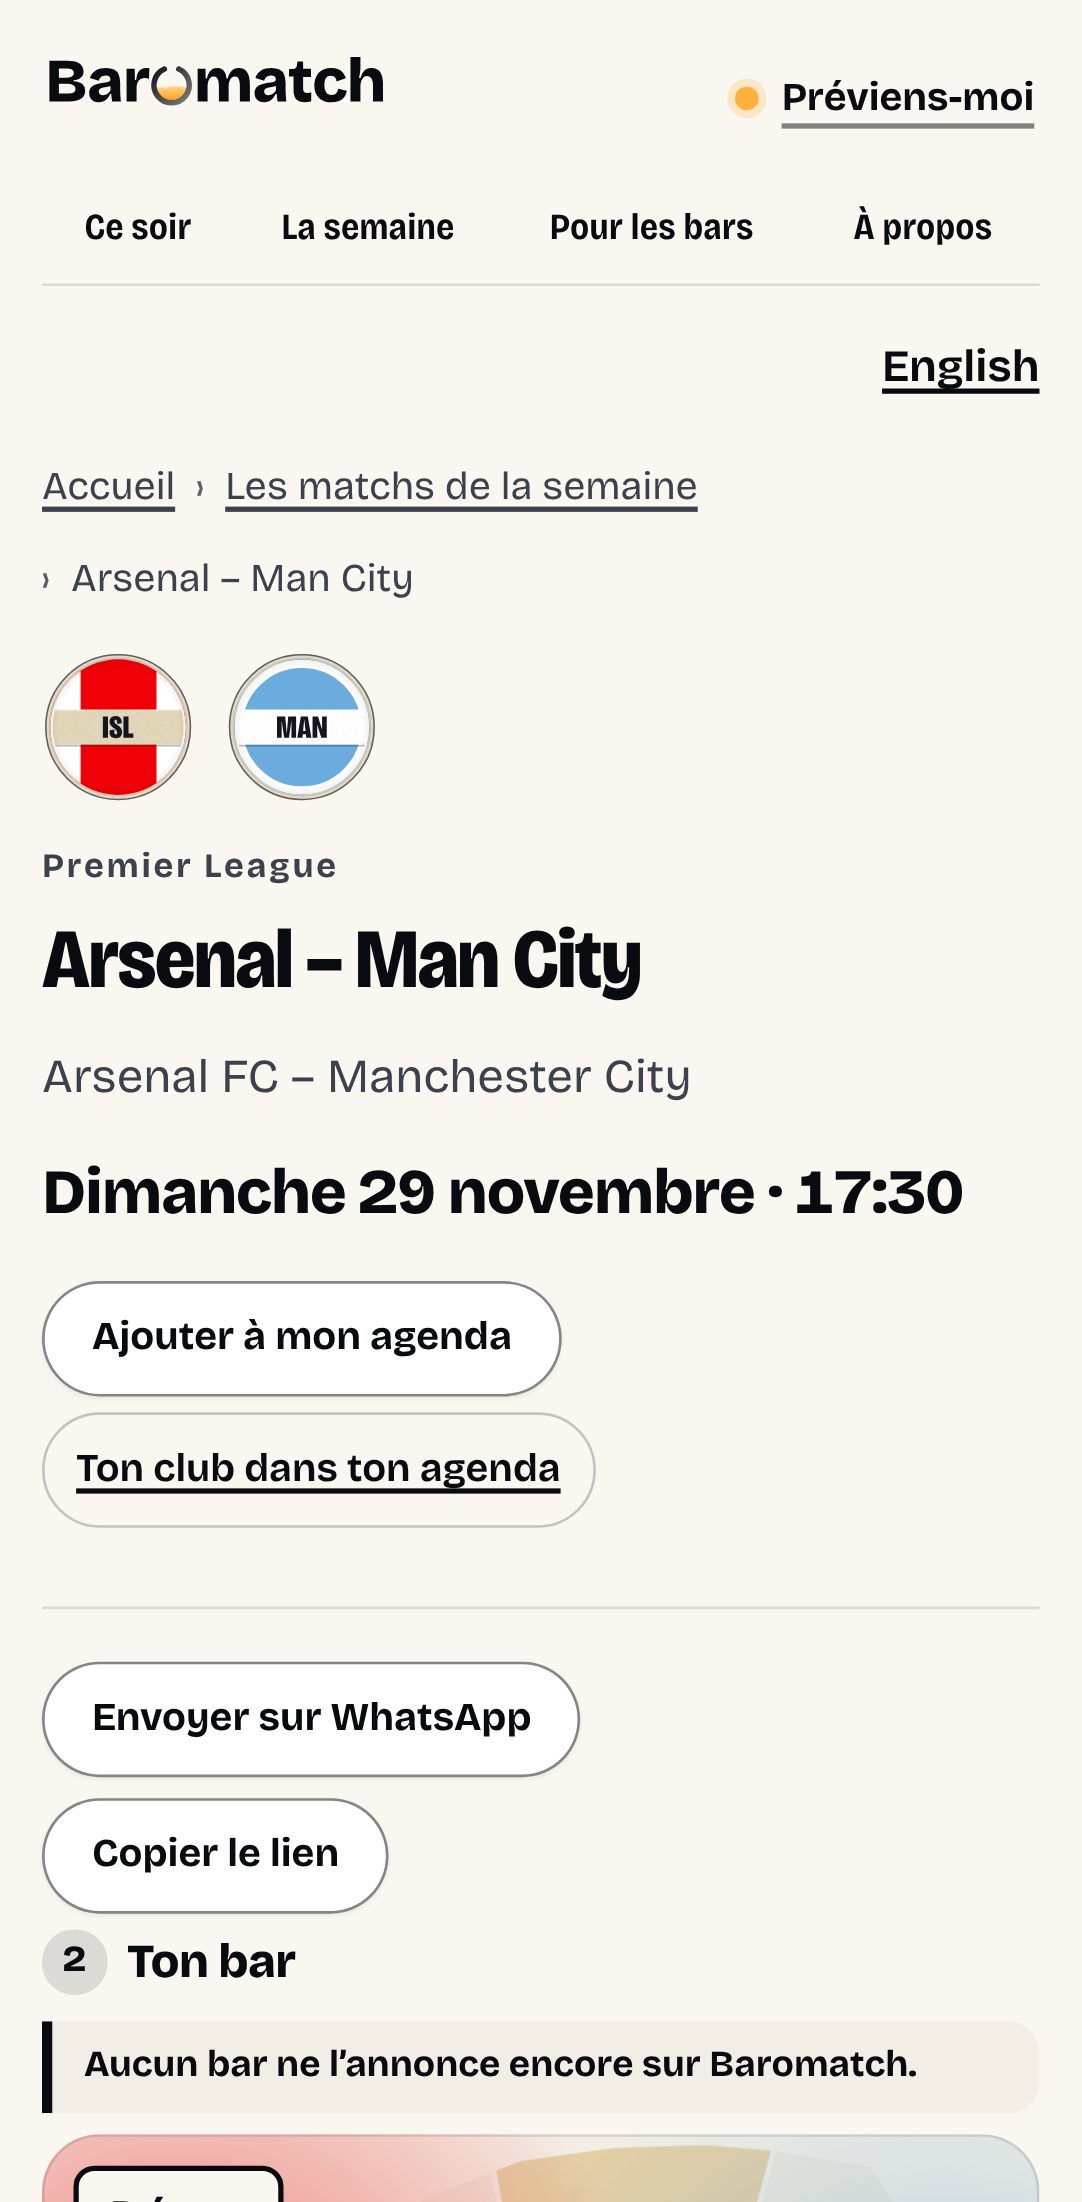 Baromatch
Préviens-moi
Ce soir La semaine Pour les bars À propos
English
Accueil › Les matchs de la semaine
› Arsenal – Man City
ISL MAN
Premier League
Arsenal – Man City
Arsenal FC – Manchester City
Dimanche 29 novembre · 17:30
Ajouter à mon agenda
Ton club dans ton agenda
Envoyer sur WhatsApp
Copier le lien
2 Ton bar
Aucun bar ne l’annonce encore sur Baromatch.